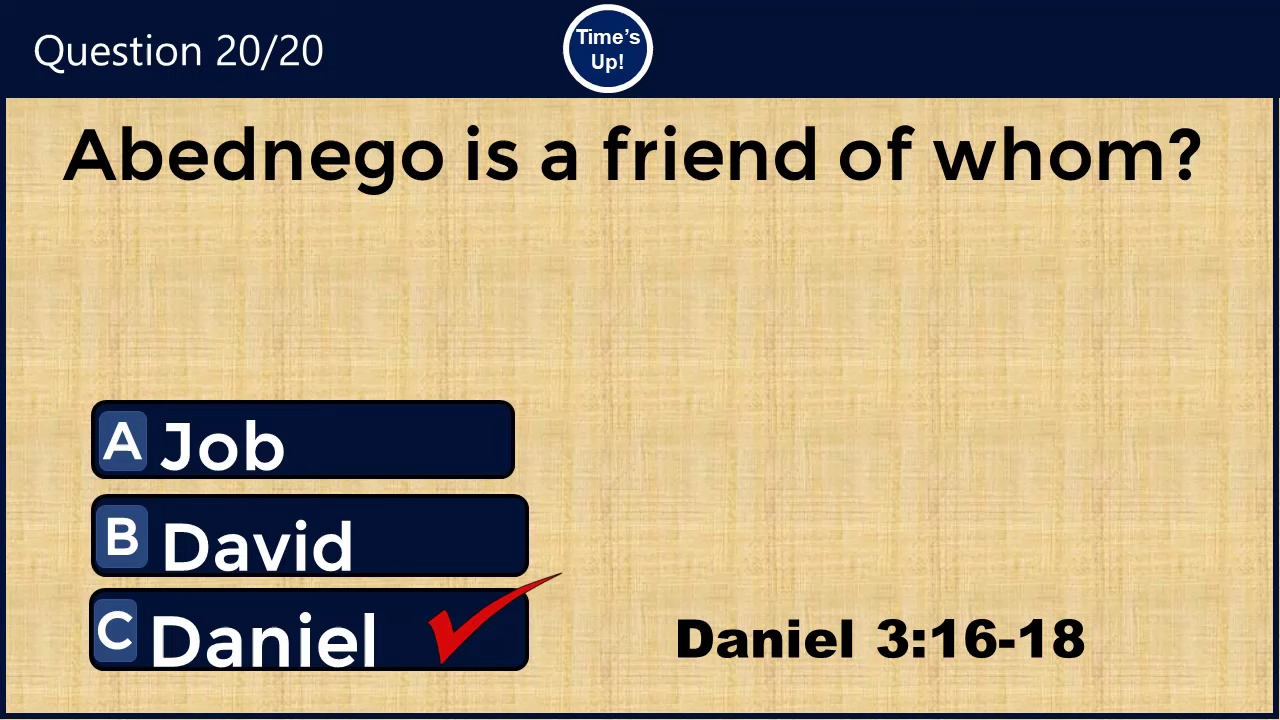 Question 20/20
Time's
Up!
Abednego is a friend of whom?
A Job
B David
C Daniel
Daniel 3:16-18